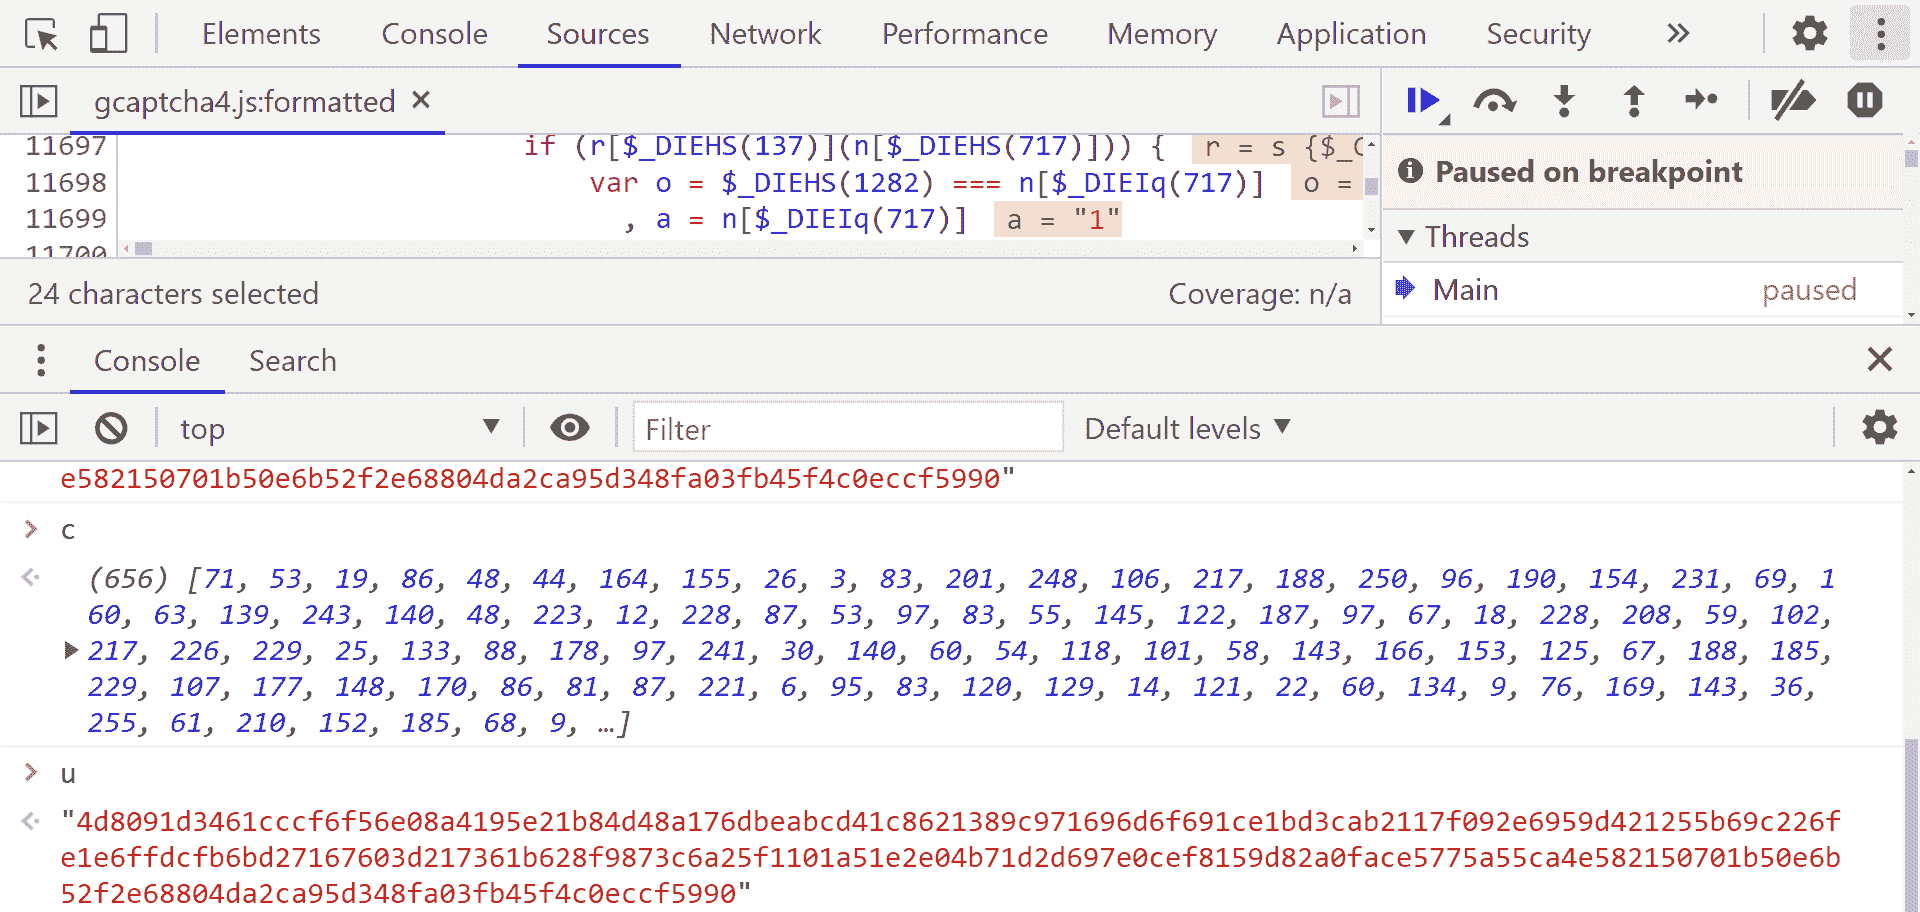 Elements Console Sources Network Performance Memory Application Security »
gcaptcha4.js:formatted ×
11697 if (r[$_DIEHS(137)](n[$_DIEHS(717)])) { r = s {$_C
11698 var o = $_DIEHS(1282) === n[$_DIEIq(717)] o =
11699 , a = n[$_DIEIq(717)] a = "1"
11700
Paused on breakpoint
Threads
Main paused
24 characters selected Coverage: n/a
Console Search
top Filter Default levels
e582150701b50e6b52f2e68804da2ca95d348fa03fb45f4c0eccf5990"
> c
(656) [71, 53, 19, 86, 48, 44, 164, 155, 26, 3, 83, 201, 248, 106, 217, 188, 250, 96, 190, 154, 231, 69, 1
60, 63, 139, 243, 140, 48, 223, 12, 228, 87, 53, 97, 83, 55, 145, 122, 187, 97, 67, 18, 228, 208, 59, 102,
217, 226, 229, 25, 133, 88, 178, 97, 241, 30, 140, 60, 54, 118, 101, 58, 143, 166, 153, 125, 67, 188, 185,
229, 107, 177, 148, 170, 86, 81, 87, 221, 6, 95, 83, 120, 129, 14, 121, 22, 60, 134, 9, 76, 169, 143, 36,
255, 61, 210, 152, 185, 68, 9, …]
> u
"4d8091d3461cccf6f56e08a4195e21b84d48a176dbeabcd41c8621389c971696d6f691ce1bd3cab2117f092e6959d421255b69c226f
e1e6ffdcfb6bd27167603d217361b628f9873c6a25f1101a51e2e04b71d2d697e0cef8159d82a0face5775a55ca4e582150701b50e6b
52f2e68804da2ca95d348fa03fb45f4c0eccf5990"